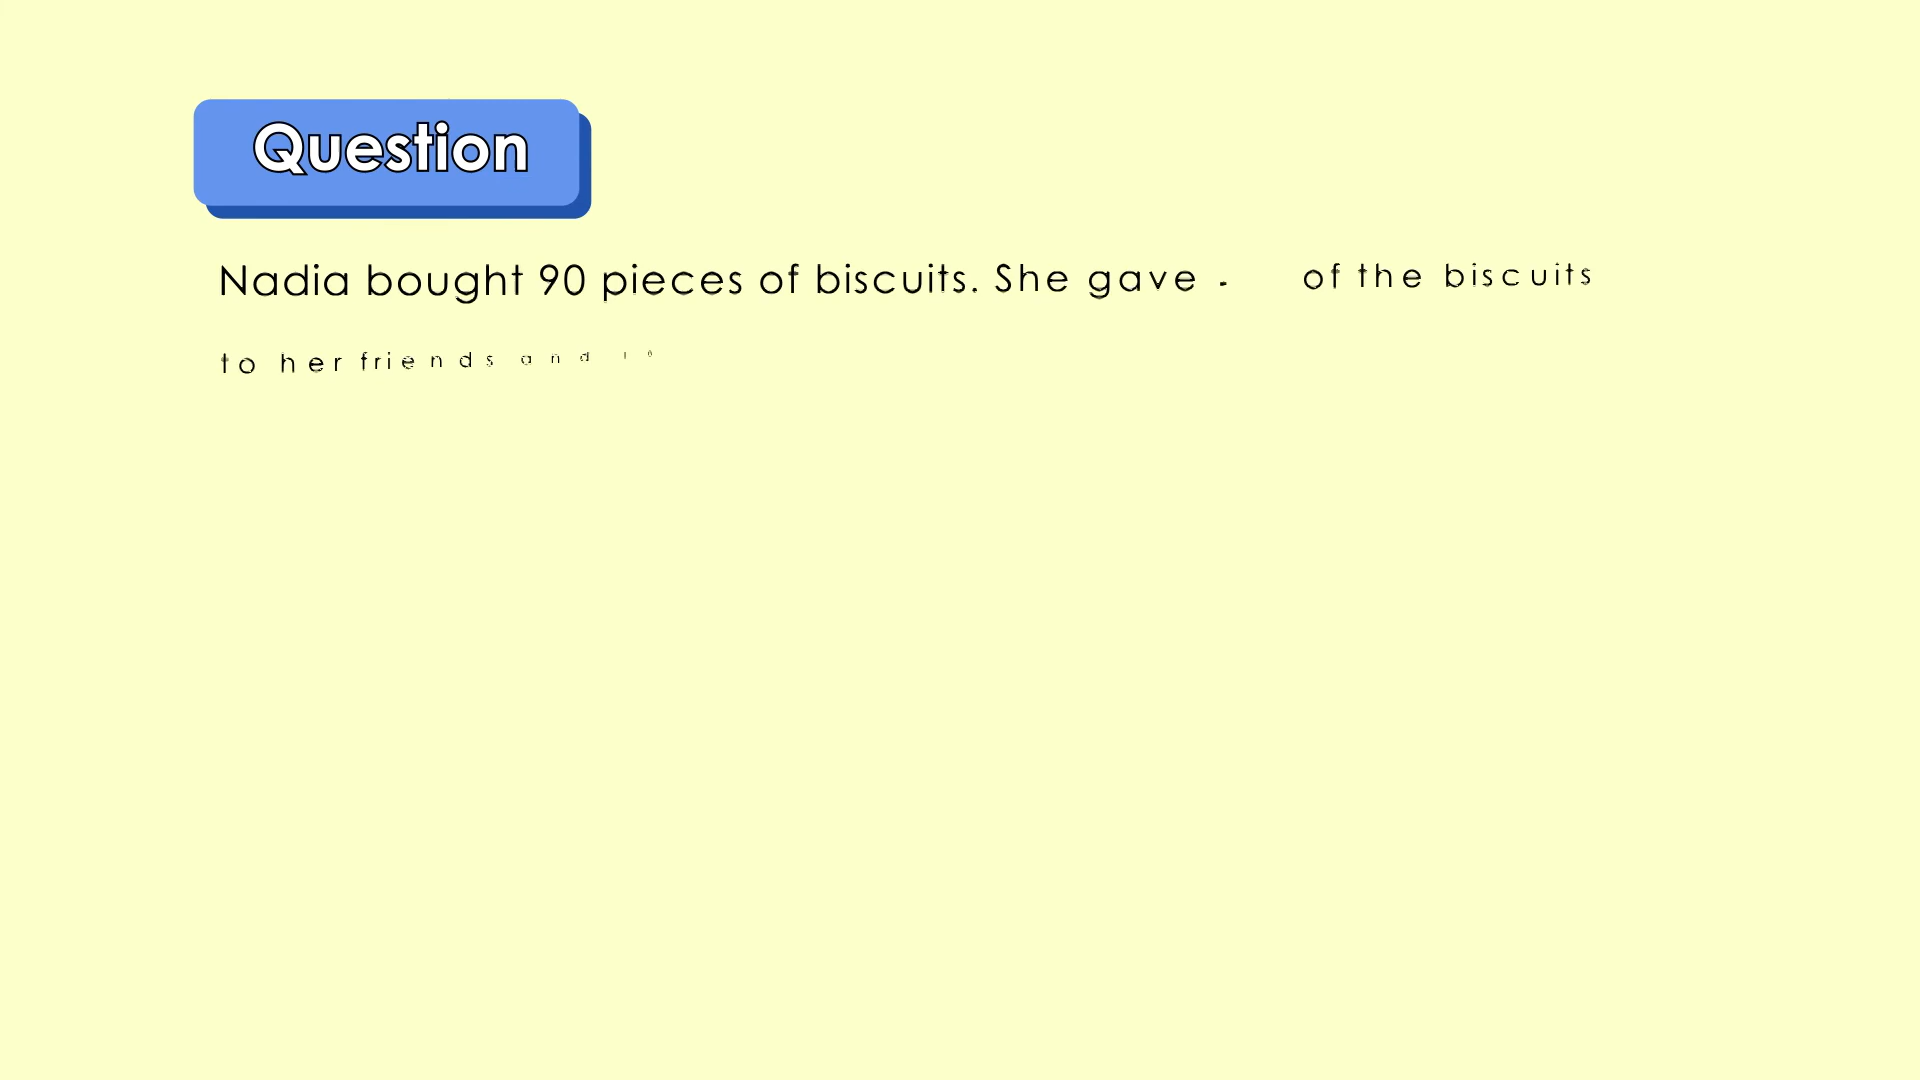 Question
Nadia bought 90 pieces of biscuits. She gave of the biscuits
to her friends and